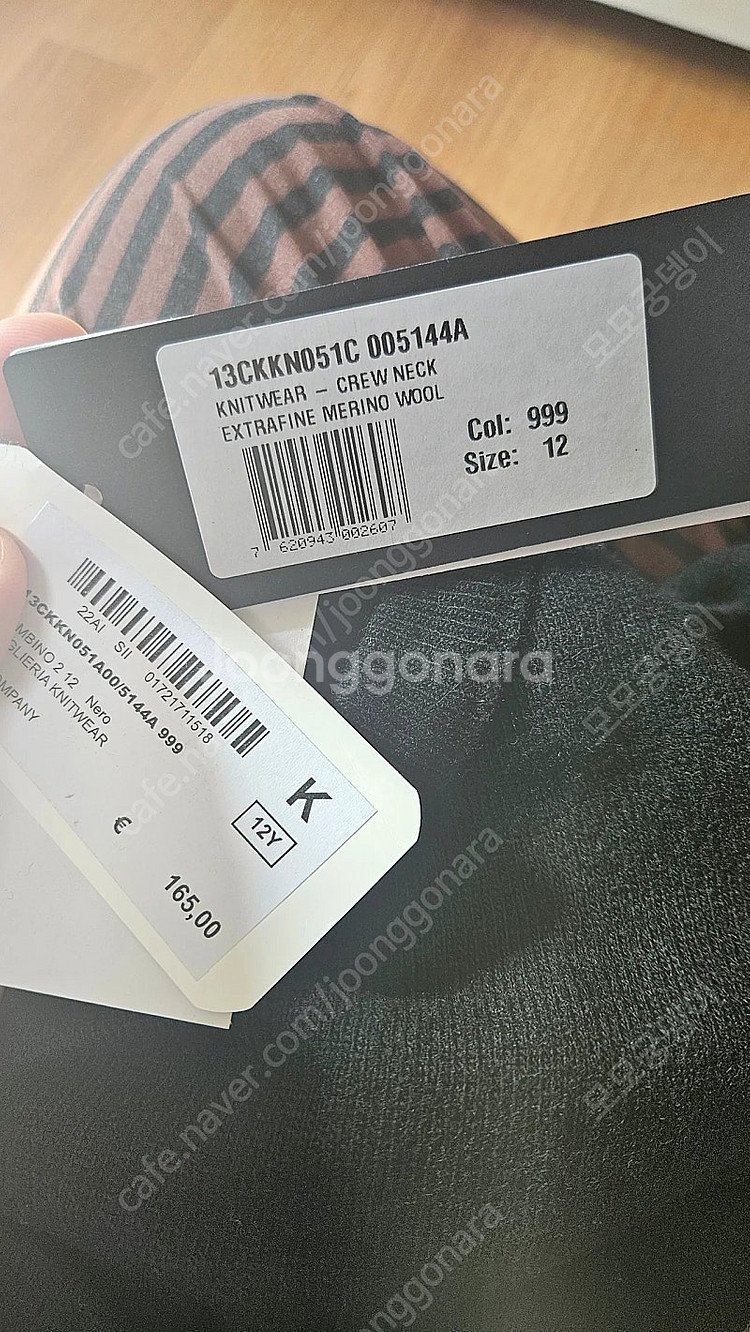 13CKKN051C 005144A
KNITWEAR – CREW NECK
EXTRAFINE MERINO WOOL
Col: 999
Size: 12
7 620943 002607
22AI SII 01721711518
13CKKN051A00/5144A 999
MBINO 2 12 Nero
GLIERIA KNITWEAR
OMPANY
K
12Y
€
165,00
joonggonara
cafe.naver.com/joonggonara
cafe.naver.com/joonggonara
cafe.naver.com/joonggonara